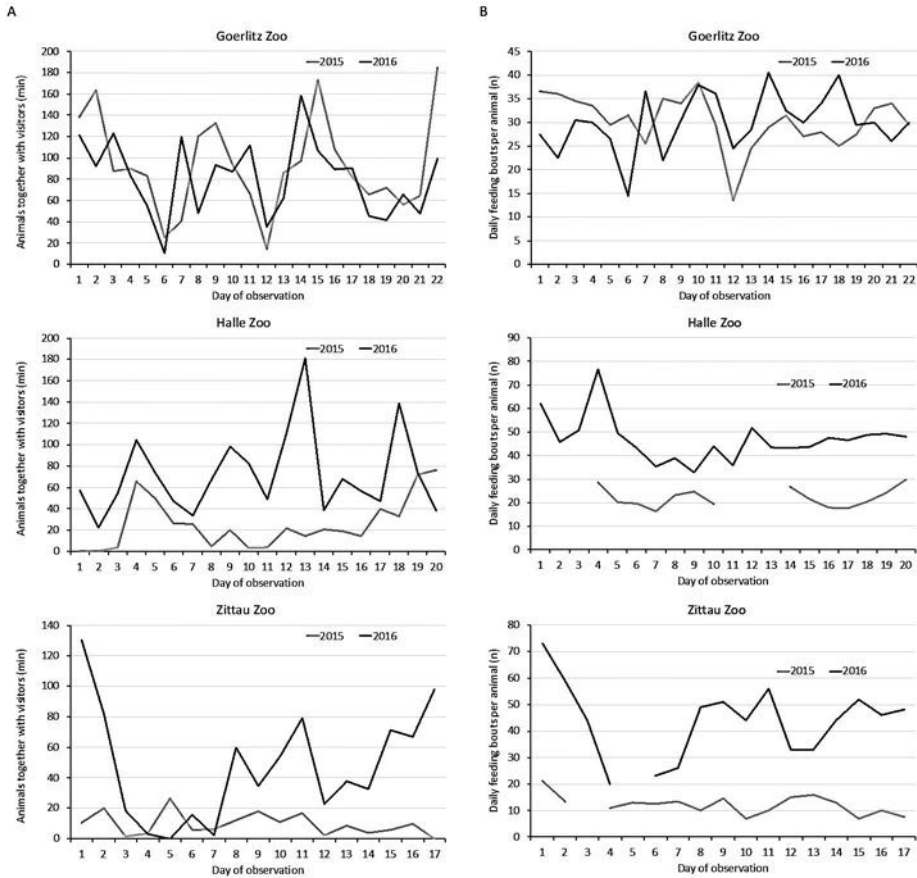 A
Goerlitz Zoo
2015 2016
Animals together with visitors (min)
200
180
160
140
120
100
80
60
40
20
0
1 2 3 4 5 6 7 8 9 10 11 12 13 14 15 16 17 18 19 20 21 22
Day of observation
Halle Zoo
2015 2016
Animals together with visitors (min)
200
180
160
140
120
100
80
60
40
20
0
1 2 3 4 5 6 7 8 9 10 11 12 13 14 15 16 17 18 19 20
Day of observation
Zittau Zoo
2015 2016
Animals together with visitors (min)
140
120
100
80
60
40
20
0
1 2 3 4 5 6 7 8 9 10 11 12 13 14 15 16 17
Day of observation
B
Goerlitz Zoo
2015 2016
Daily feeding bouts per animal (n)
45
40
35
30
25
20
15
10
5
0
1 2 3 4 5 6 7 8 9 10 11 12 13 14 15 16 17 18 19 20 21 22
Day of observation
Halle Zoo
2015 2016
Daily feeding bouts per animal (n)
90
80
70
60
50
40
30
20
10
0
1 2 3 4 5 6 7 8 9 10 11 12 13 14 15 16 17 18 19 20
Day of observation
Zittau Zoo
2015 2016
Daily feeding bouts per animal (n)
80
70
60
50
40
30
20
10
0
1 2 3 4 5 6 7 8 9 10 11 12 13 14 15 16 17
Day of observation